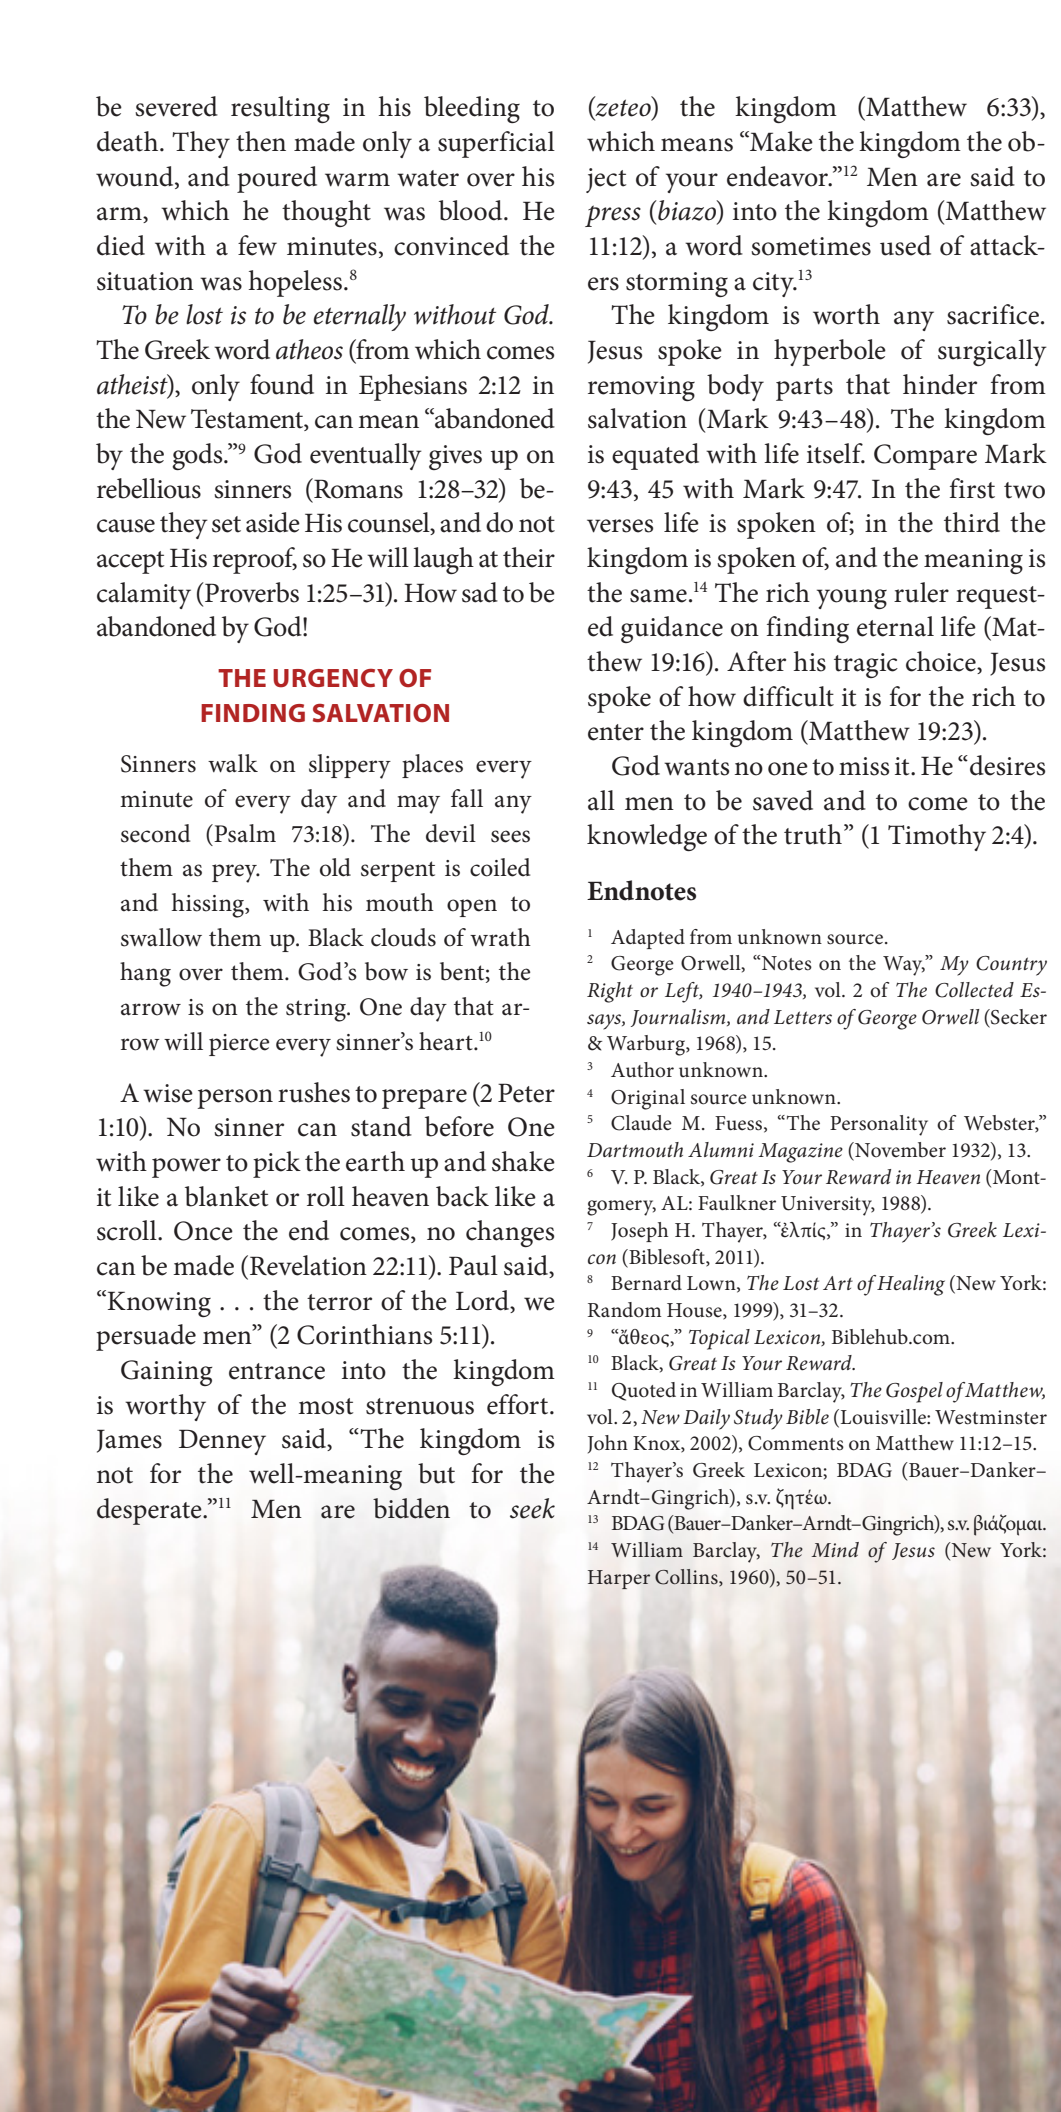 be severed resulting in his bleeding to
death. They then made only a superficial
wound, and poured warm water over his
arm, which he thought was blood. He
died with a few minutes, convinced the
situation was hopeless.8
To be lost is to be eternally without God.
The Greek word atheos (from which comes
atheist), only found in Ephesians 2:12 in
the New Testament, can mean “abandoned
by the gods.”9 God eventually gives up on
rebellious sinners (Romans 1:28–32) be-
cause they set aside His counsel, and do not
accept His reproof, so He will laugh at their
calamity (Proverbs 1:25–31). How sad to be
abandoned by God!
THE URGENCY OF
FINDING SALVATION
Sinners walk on slippery places every
minute of every day and may fall any
second (Psalm 73:18). The devil sees
them as prey. The old serpent is coiled
and hissing, with his mouth open to
swallow them up. Black clouds of wrath
hang over them. God’s bow is bent; the
arrow is on the string. One day that ar-
row will pierce every sinner’s heart.10
A wise person rushes to prepare (2 Peter
1:10). No sinner can stand before One
with power to pick the earth up and shake
it like a blanket or roll heaven back like a
scroll. Once the end comes, no changes
can be made (Revelation 22:11). Paul said,
“Knowing . . . the terror of the Lord, we
persuade men” (2 Corinthians 5:11).
Gaining entrance into the kingdom
is worthy of the most strenuous effort.
James Denney said, “The kingdom is
not for the well-meaning but for the
desperate.”11 Men are bidden to seek
(zeteo) the kingdom (Matthew 6:33),
which means “Make the kingdom the ob-
ject of your endeavor.”12 Men are said to
press (biazo) into the kingdom (Matthew
11:12), a word sometimes used of attack-
ers storming a city.13
The kingdom is worth any sacrifice.
Jesus spoke in hyperbole of surgically
removing body parts that hinder from
salvation (Mark 9:43–48). The kingdom
is equated with life itself. Compare Mark
9:43, 45 with Mark 9:47. In the first two
verses life is spoken of; in the third the
kingdom is spoken of, and the meaning is
the same.14 The rich young ruler request-
ed guidance on finding eternal life (Mat-
thew 19:16). After his tragic choice, Jesus
spoke of how difficult it is for the rich to
enter the kingdom (Matthew 19:23).
God wants no one to miss it. He “desires
all men to be saved and to come to the
knowledge of the truth” (1 Timothy 2:4).
Endnotes
1 Adapted from unknown source.
2 George Orwell, “Notes on the Way,” My Country
Right or Left, 1940–1943, vol. 2 of The Collected Es-
says, Journalism, and Letters of George Orwell (Secker
& Warburg, 1968), 15.
3 Author unknown.
4 Original source unknown.
5 Claude M. Fuess, “The Personality of Webster,”
Dartmouth Alumni Magazine (November 1932), 13.
6 V. P. Black, Great Is Your Reward in Heaven (Mont-
gomery, AL: Faulkner University, 1988).
7 Joseph H. Thayer, “ἐλπίς,” in Thayer’s Greek Lexi-
con (Biblesoft, 2011).
8 Bernard Lown, The Lost Art of Healing (New York:
Random House, 1999), 31–32.
9 “ἄθεος,” Topical Lexicon, Biblehub.com.
10 Black, Great Is Your Reward.
11 Quoted in William Barclay, The Gospel of Matthew,
vol. 2, New Daily Study Bible (Louisville: Westminster
John Knox, 2002), Comments on Matthew 11:12–15.
12 Thayer’s Greek Lexicon; BDAG (Bauer–Danker–
Arndt–Gingrich), s.v. ζητέω.
13 BDAG (Bauer–Danker–Arndt–Gingrich), s.v. βιάζομαι.
14 William Barclay, The Mind of Jesus (New York:
Harper Collins, 1960), 50–51.